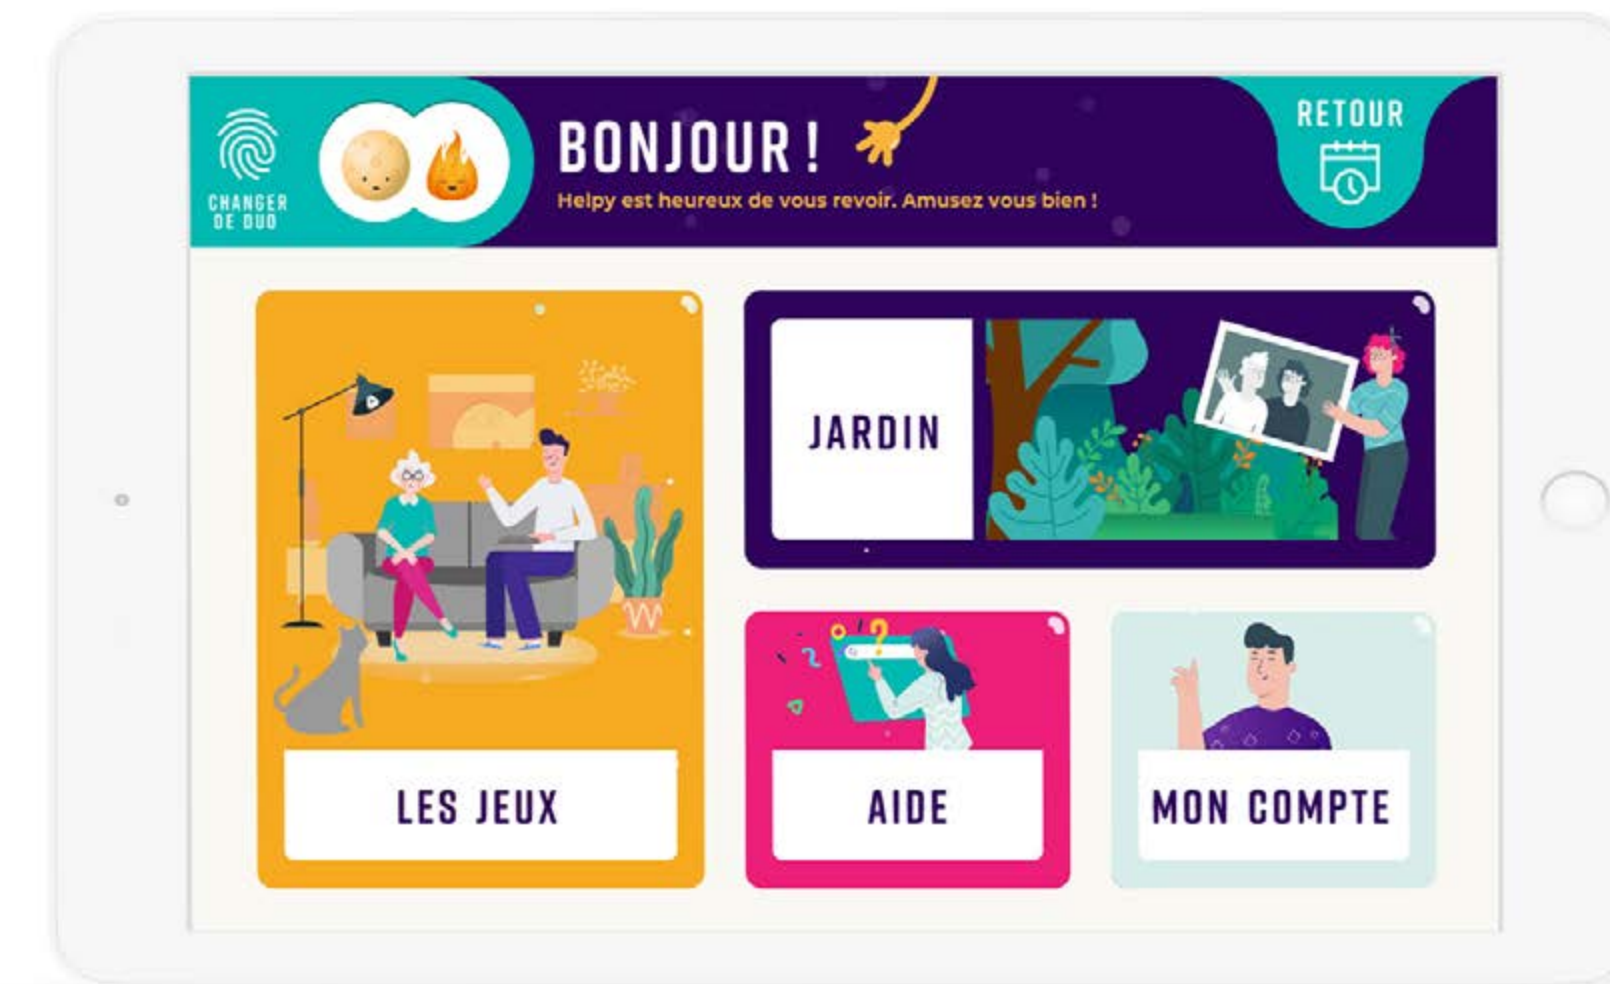 CHANGER
DE DUO
BONJOUR !
Helpy est heureux de vous revoir. Amusez vous bien !
RETOUR
JARDIN
LES JEUX
AIDE
MON COMPTE